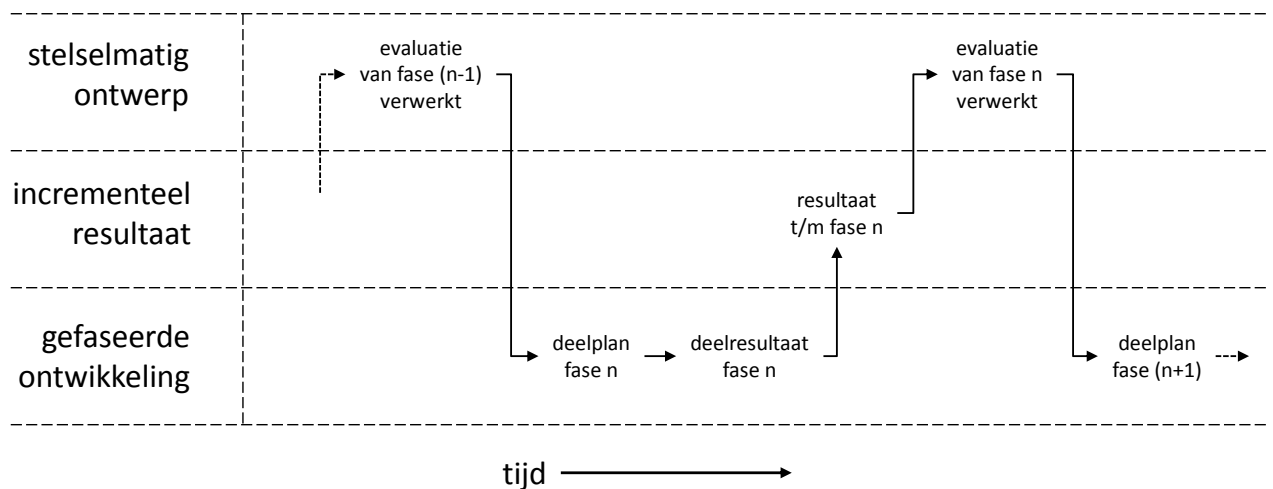 stelselmatig
ontwerp
evaluatie
van fase (n-1)
verwerkt
evaluatie
van fase n
verwerkt
incrementeel
resultaat
resultaat
t/m fase n
gefaseerde
ontwikkeling
deelplan
fase n
deelresultaat
fase n
deelplan
fase (n+1)
tijd